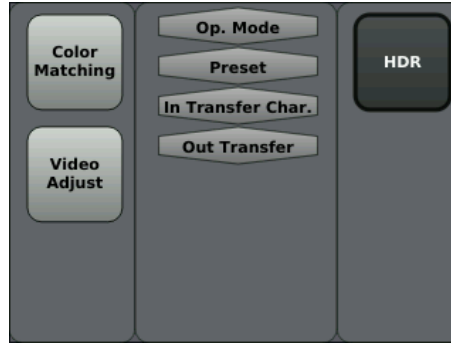 Color
Matching
Video
Adjust
Op. Mode
Preset
In Transfer Char.
Out Transfer
HDR